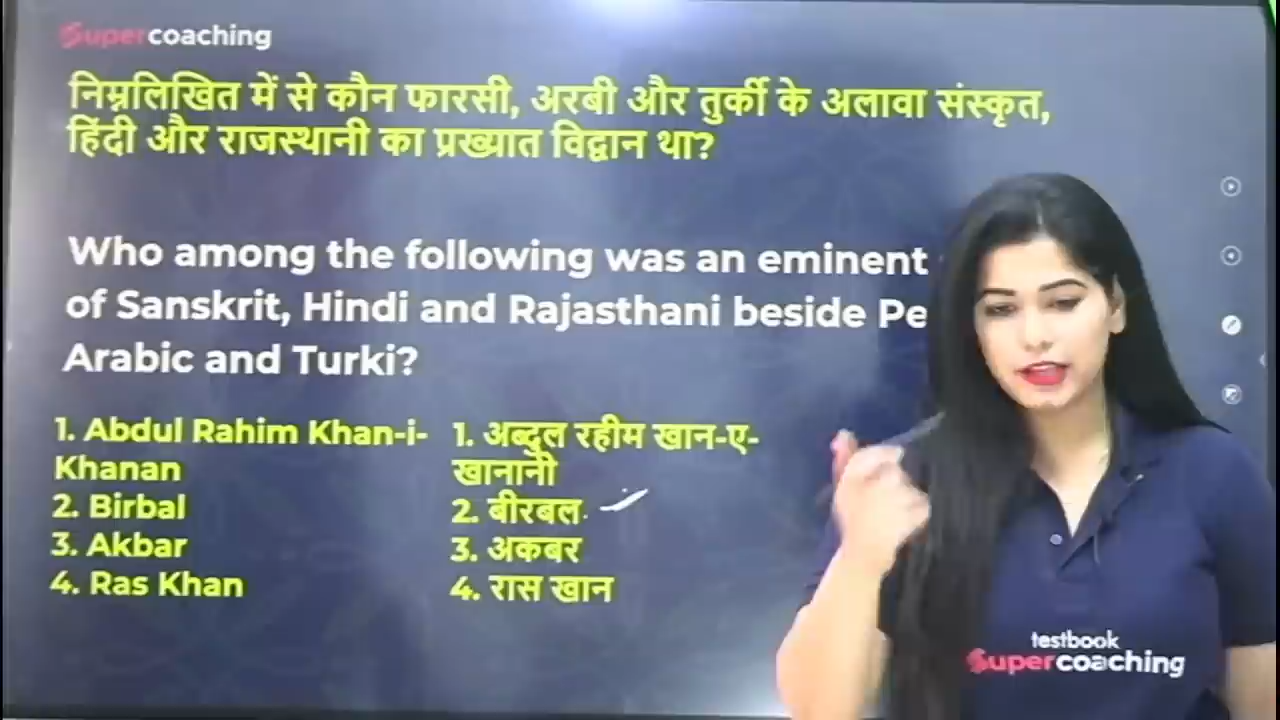 Supercoaching
निम्नलिखित में से कौन फारसी, अरबी और तुर्की के अलावा संस्कृत,
हिंदी और राजस्थानी का प्रख्यात विद्वान था?
Who among the following was an eminent
of Sanskrit, Hindi and Rajasthani beside Pe
Arabic and Turki?
1. Abdul Rahim Khan-i-
Khanan
2. Birbal
3. Akbar
4. Ras Khan
1. अब्दुल रहीम खान-ए-
खानानी
2. बीरबल
3. अकबर
4. रास खान
testbook
Supercoaching